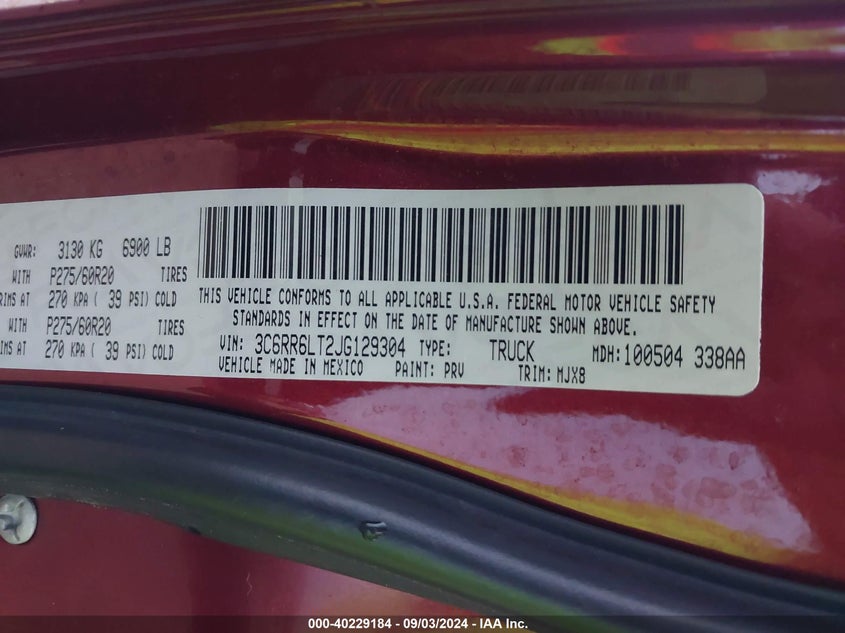 GVWR: 3130 KG 6900 LB
WITH P275/60R20 TIRES
RIMS AT 270 KPA ( 39 PSI) COLD
WITH P275/60R20 TIRES
RIMS AT 270 KPA ( 39 PSI) COLD
THIS VEHICLE CONFORMS TO ALL APPLICABLE U.S.A. FEDERAL MOTOR VEHICLE SAFETY
STANDARDS IN EFFECT ON THE DATE OF MANUFACTURE SHOWN ABOVE.
VIN: 3C6RR6LT2JG129304 TYPE: TRUCK MDH: 100504 338AA
VEHICLE MADE IN MEXICO PAINT: PRV TRIM: MJX8
000-40229184 - 09/03/2024 - IAA Inc.